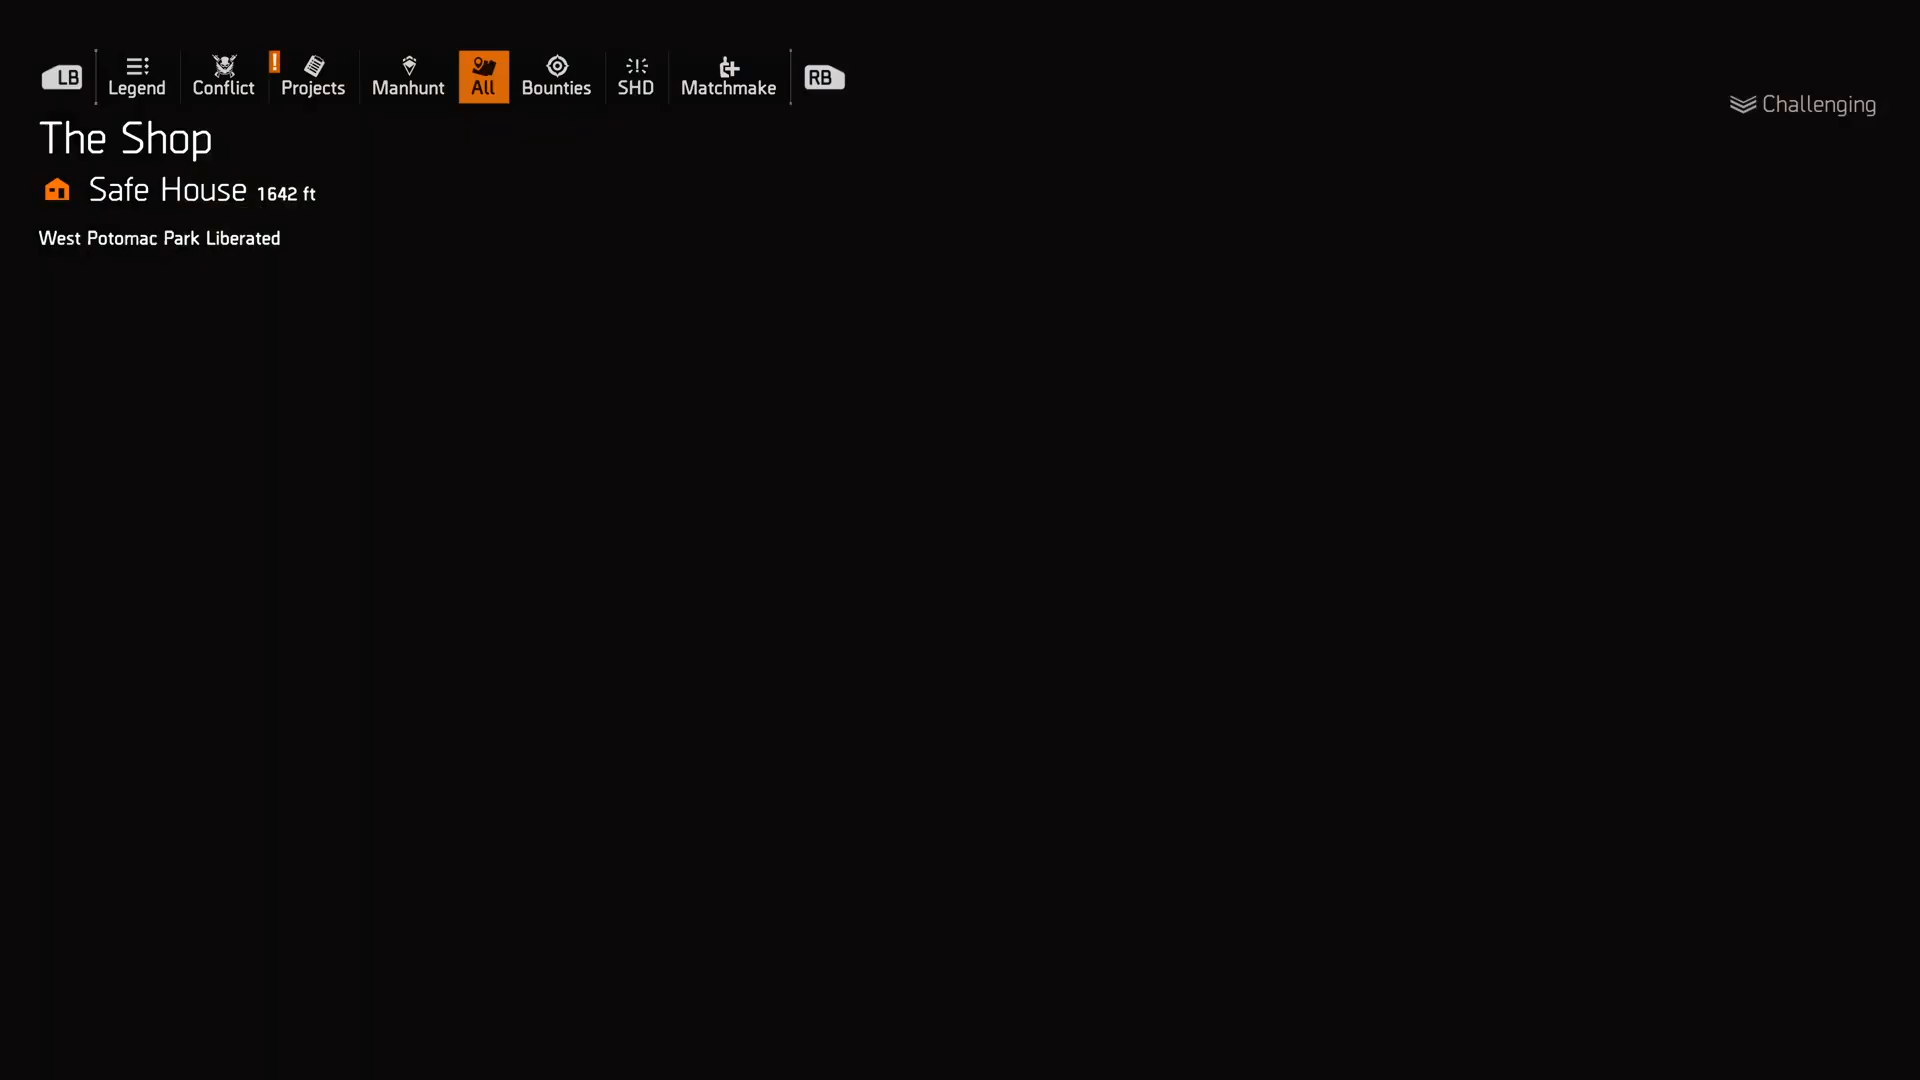 LB Legend Conflict ! Projects Manhunt All Bounties SHD Matchmake RB
Challenging
The Shop
Safe House 1642 ft
West Potomac Park Liberated